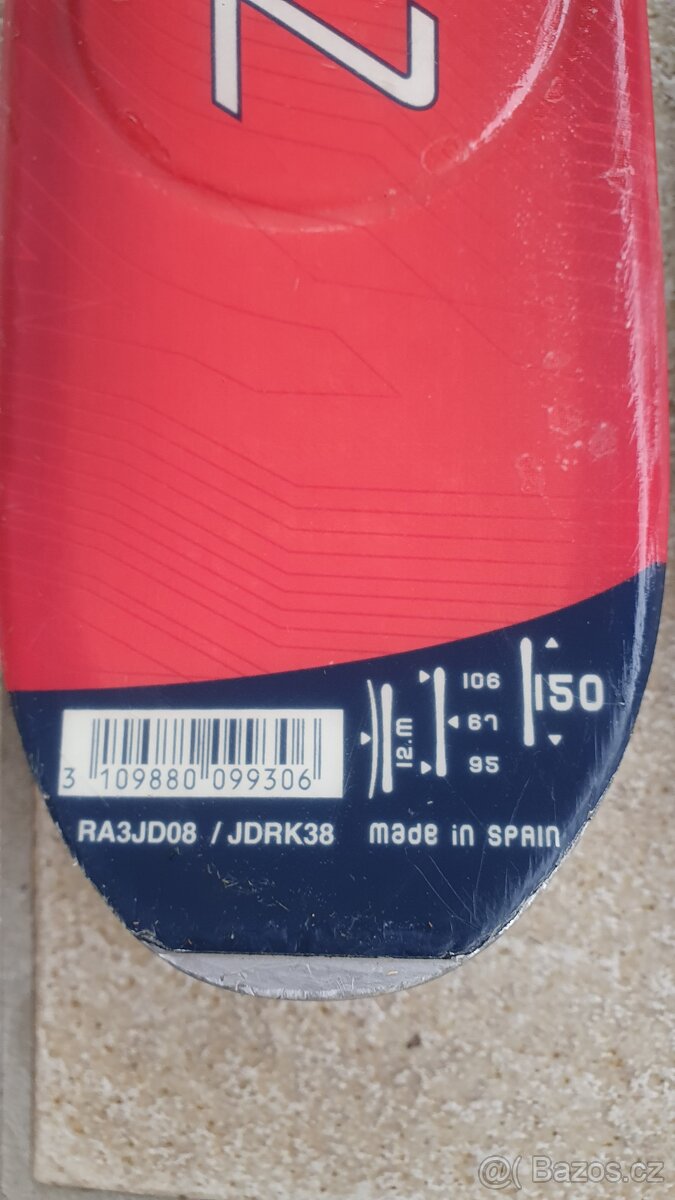 Z
106
12.m
67
150
95
3 109880 099306
RA3JD08 / JDRK38 made in SPAIN
@ Bazos.cz